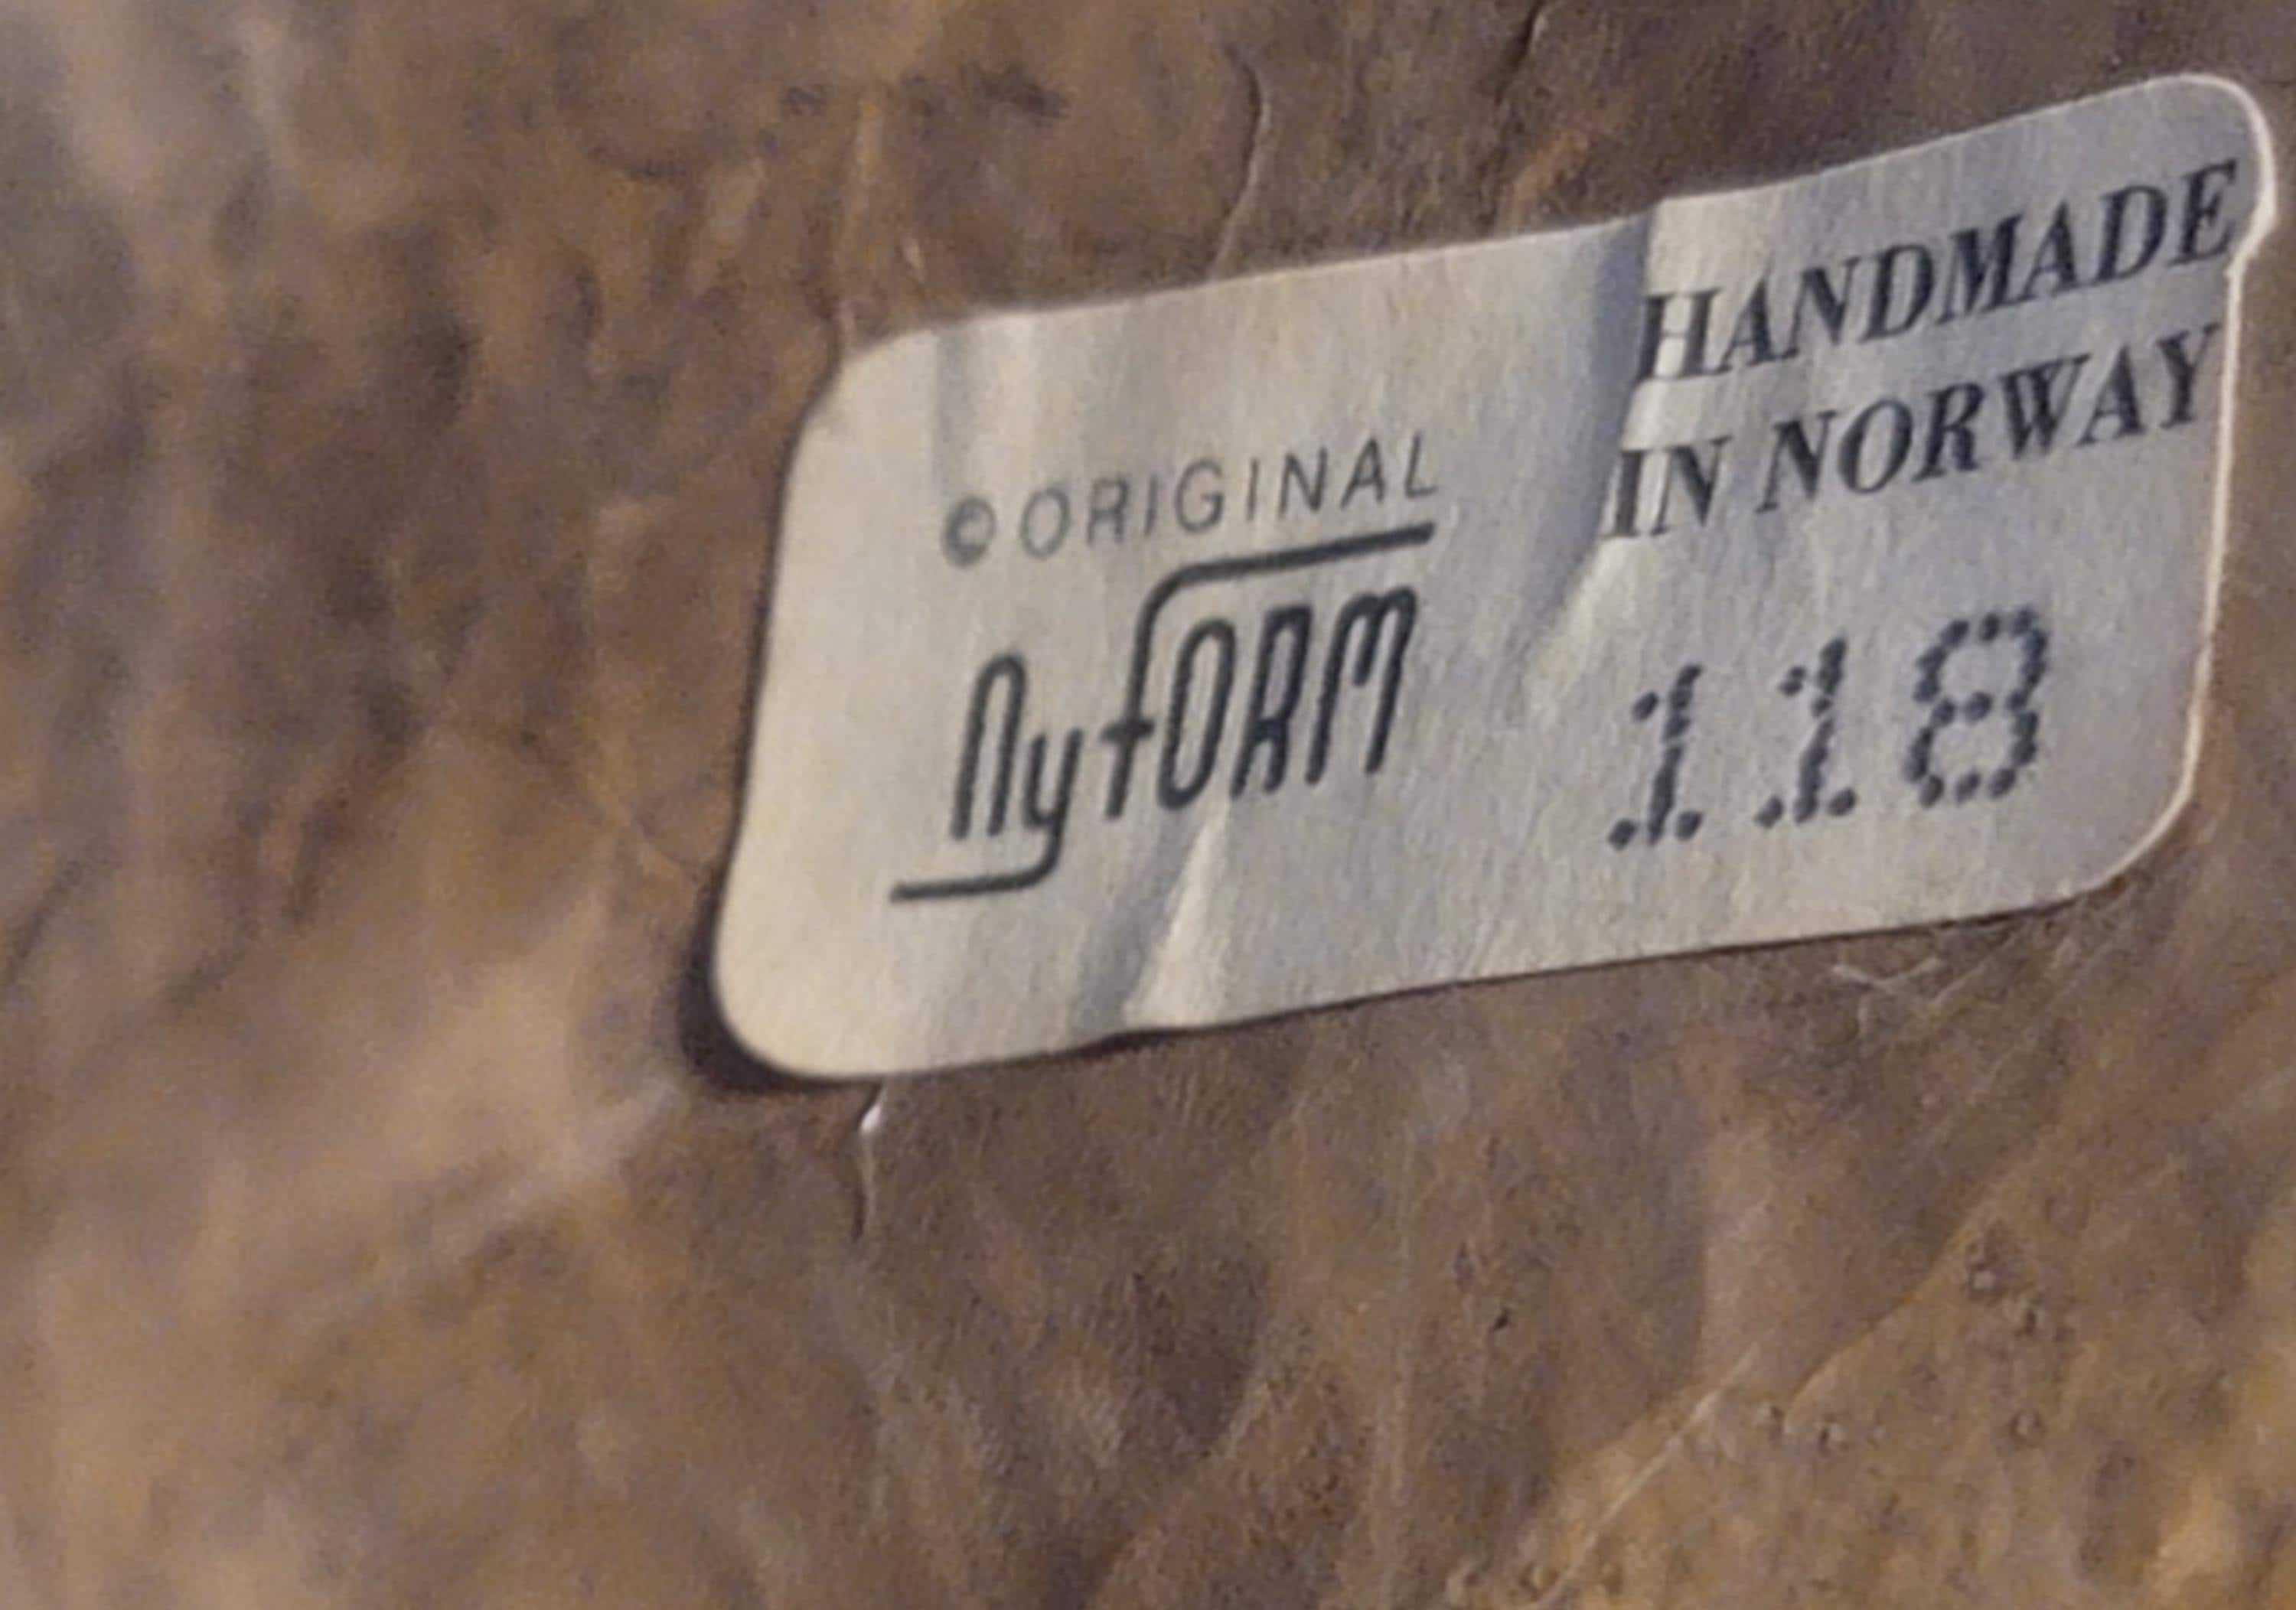 © ORIGINAL
nyfORM
HANDMADE
IN NORWAY
118